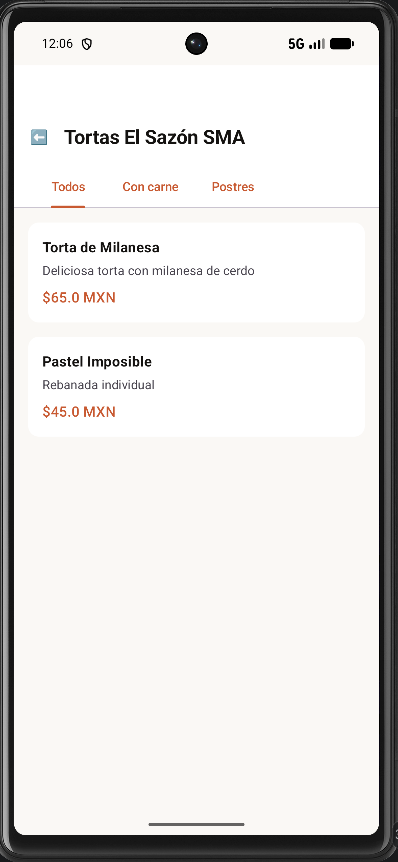 12:06
5G
Tortas El Sazón SMA
Todos Con carne Postres
Torta de Milanesa
Deliciosa torta con milanesa de cerdo
$65.0 MXN
Pastel Imposible
Rebanada individual
$45.0 MXN